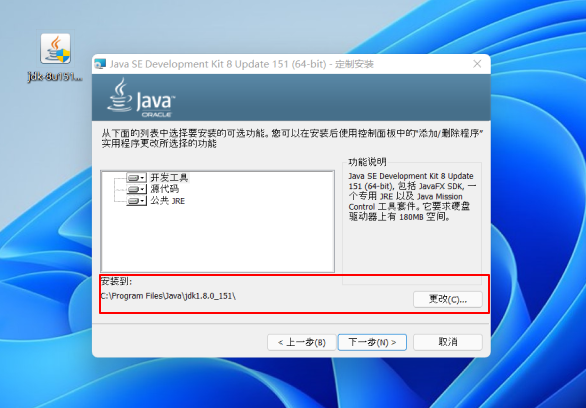 jdk-8u151...
Java SE Development Kit 8 Update 151 (64-bit) - 定制安装
Java™
ORACLE
从下面的列表中选择要安装的可选功能。您可以在安装后使用控制面板中的“添加/删除程序”
实用程序更改所选择的功能
开发工具
源代码
公共 JRE
功能说明
Java SE Development Kit 8 Update
151 (64-bit), 包括 JavaFX SDK, 一
个专用 JRE 以及 Java Mission
Control 工具套件。它要求硬盘
驱动器上有 180MB 空间。
安装到:
C:\Program Files\Java\jdk1.8.0_151\
更改(C)...
< 上一步(B)
下一步(N) >
取消